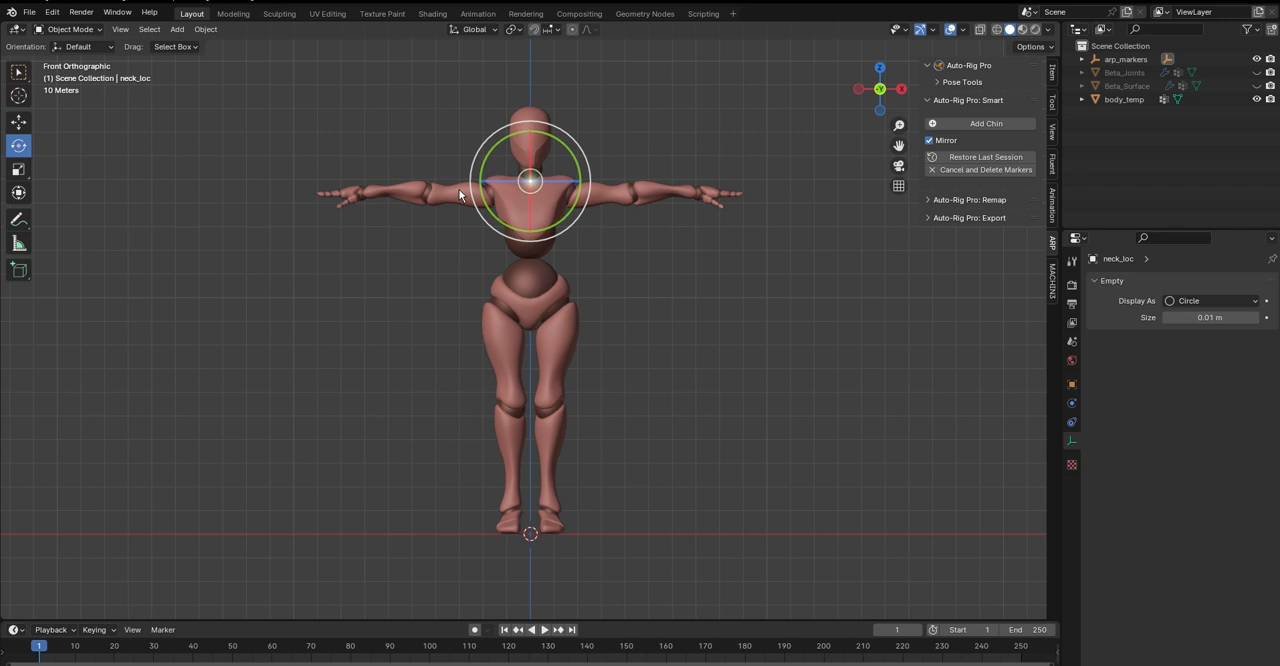 File Edit Render Window Help Layout Modeling Sculpting UV Editing Texture Paint Shading Animation Rendering Compositing Geometry Nodes Scripting + Scene ViewLayer
Object Mode View Select Add Object Global
Orientation: Default Drag: Select Box Options
Front Orthographic
(1) Scene Collection | neck_loc
10 Meters
Z
-Y
X
Auto-Rig Pro
Pose Tools
Auto-Rig Pro: Smart
Add Chin
Mirror
Restore Last Session
Cancel and Delete Markers
Auto-Rig Pro: Remap
Auto-Rig Pro: Export
Item
Tool
View
Fluent
Animation
ARP
MACHIN3
Scene Collection
arp_markers
Beta_Joints
Beta_Surface
body_temp
neck_loc
Empty
Display As Circle
Size 0.01 m
Playback Keying View Marker 1 Start 1 End 250
1 10 20 30 40 50 60 70 80 90 100 110 120 130 140 150 160 170 180 190 200 210 220 230 240 250